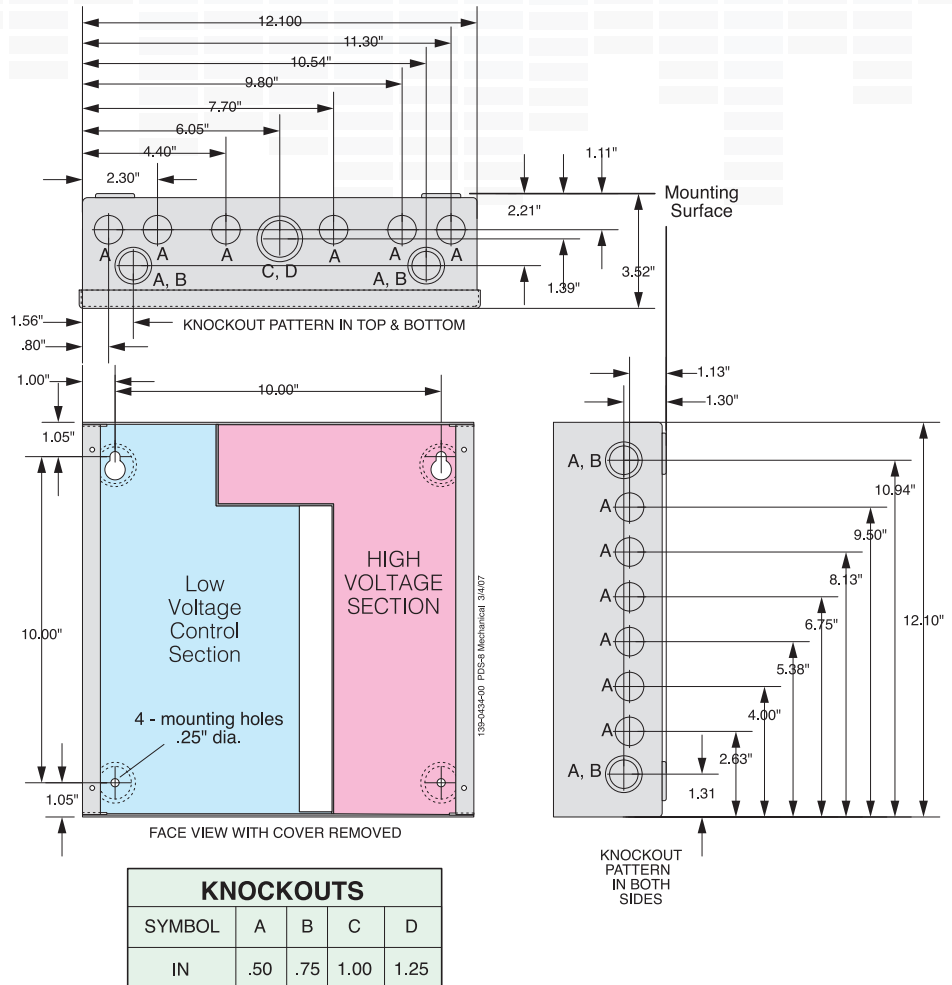 12.100
11.30"
10.54"
9.80"
7.70"
6.05"
4.40"
2.30"
1.11"
2.21"
Mounting
Surface
A A A A A A
C, D
A, B A, B
3.52"
1.39"
1.56"
KNOCKOUT PATTERN IN TOP & BOTTOM
.80"
1.00"
10.00"
1.13"
1.30"
1.05"
A, B
10.94"
A
9.50"
A
8.13"
HIGH
VOLTAGE
SECTION
Low
Voltage
Control
Section
A
6.75"
12.10"
10.00"
A
5.38"
139-0434-00 PDS-8 Mechanical 3/4/07
A
4.00"
4 - mounting holes
.25" dia.
A
2.63"
A, B
1.31
1.05"
FACE VIEW WITH COVER REMOVED
KNOCKOUT
PATTERN
IN BOTH
SIDES
KNOCKOUTS
SYMBOL A B C D
IN .50 .75 1.00 1.25